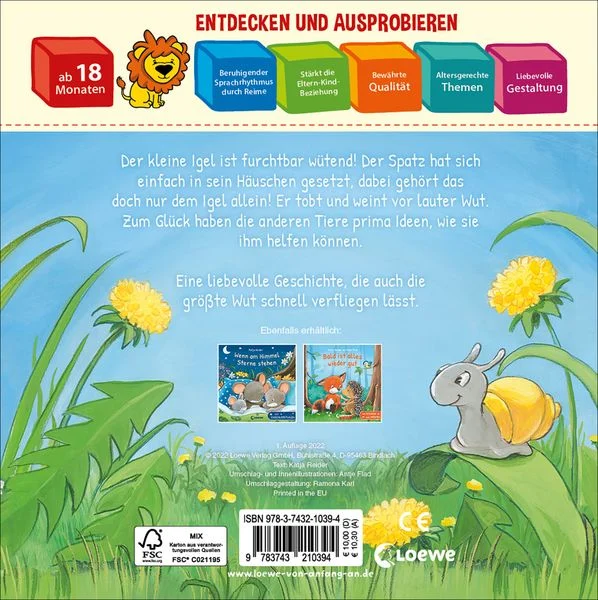 ENTDECKEN UND AUSPROBIEREN
ab 18
Monaten
Beruhigender
Sprachrhythmus
durch Reime
Stärkt die
Eltern-Kind-
Beziehung
Bewährte
Qualität
Altersgerechte
Themen
Liebevolle
Gestaltung
Der kleine Igel ist furchtbar wütend! Der Spatz hat sich
einfach in sein Häuschen gesetzt, dabei gehört das
doch nur dem Igel allein! Er tobt und weint vor lauter Wut.
Zum Glück haben die anderen Tiere prima Ideen, wie sie
ihm helfen können.
Eine liebevolle Geschichte, die auch die
größte Wut schnell verfliegen lässt.
Ebenfalls erhältlich:
Wenn am Himmel
Sterne stehen
Bald ist alles
wieder gut
1. Auflage 2022
© 2022 Loewe Verlag GmbH, Bühlstraße 4, D-95463 Bindlach
Text: Katja Reider
Umschlag- und Innenillustrationen: Antje Flad
Umschlaggestaltung: Ramona Karl
Printed in the EU
FSC
www.fsc.org
MIX
Karton aus verantwor-
tungsvollen Quellen
FSC® C021195
ISBN 978-3-7432-1039-4
9 783743 210394
€ 10,00 (D)
€ 10,30 (A)
CE
Loewe
www.loewe-von-anfang-an.de